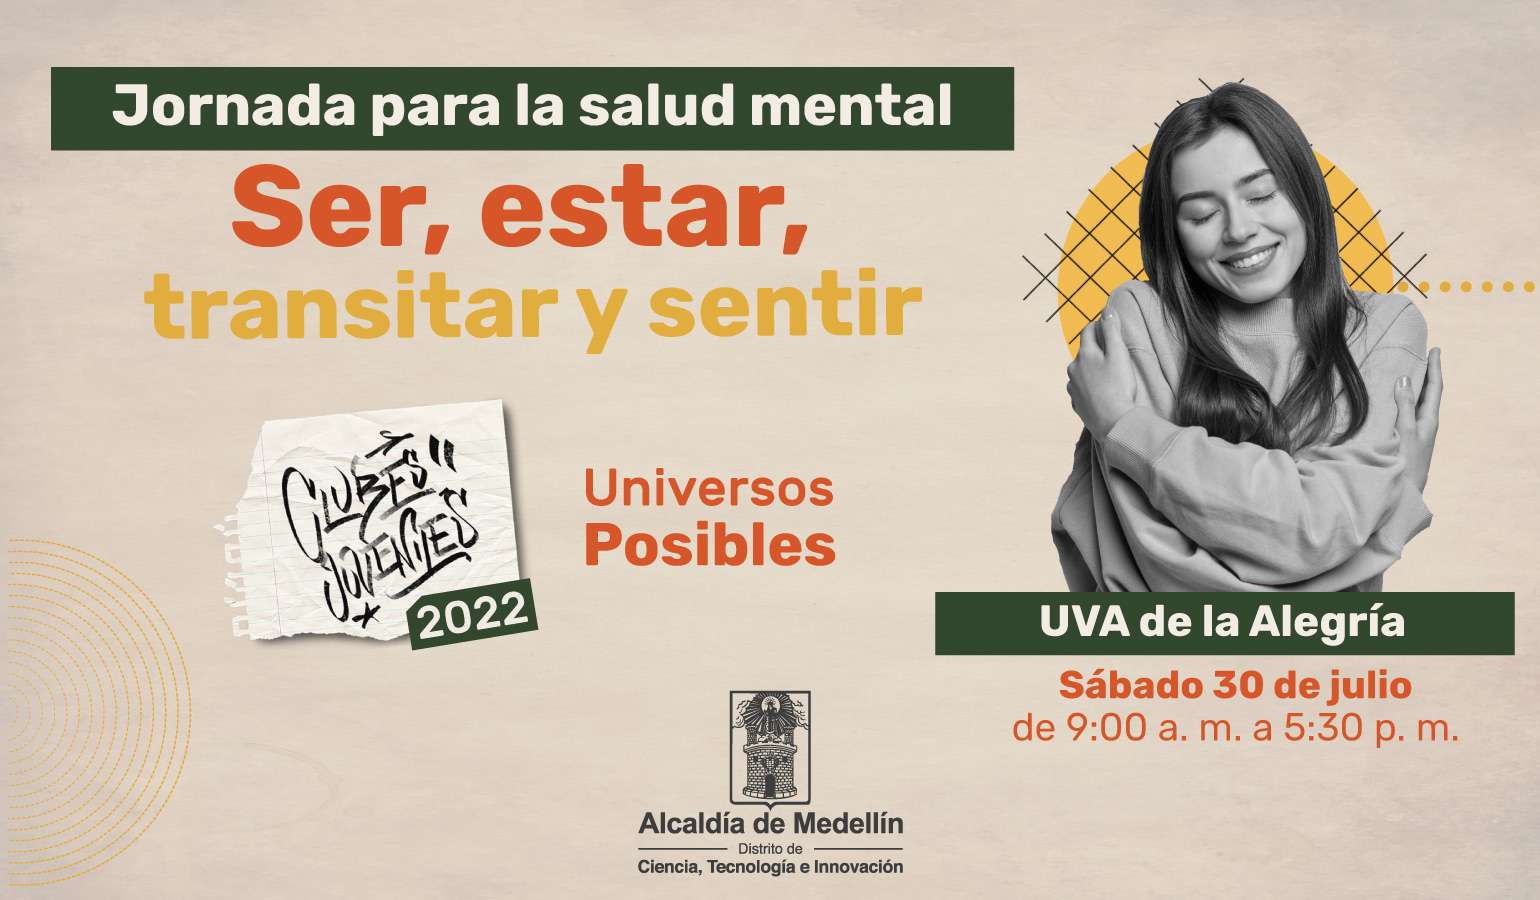 Jornada para la salud mental
Ser, estar,
transitar y sentir
CLUBES
JUVENILES
2022
Universos
Posibles
UVA de la Alegría
Sábado 30 de julio
de 9:00 a. m. a 5:30 p. m.
Alcaldía de Medellín
Distrito de
Ciencia, Tecnología e Innovación